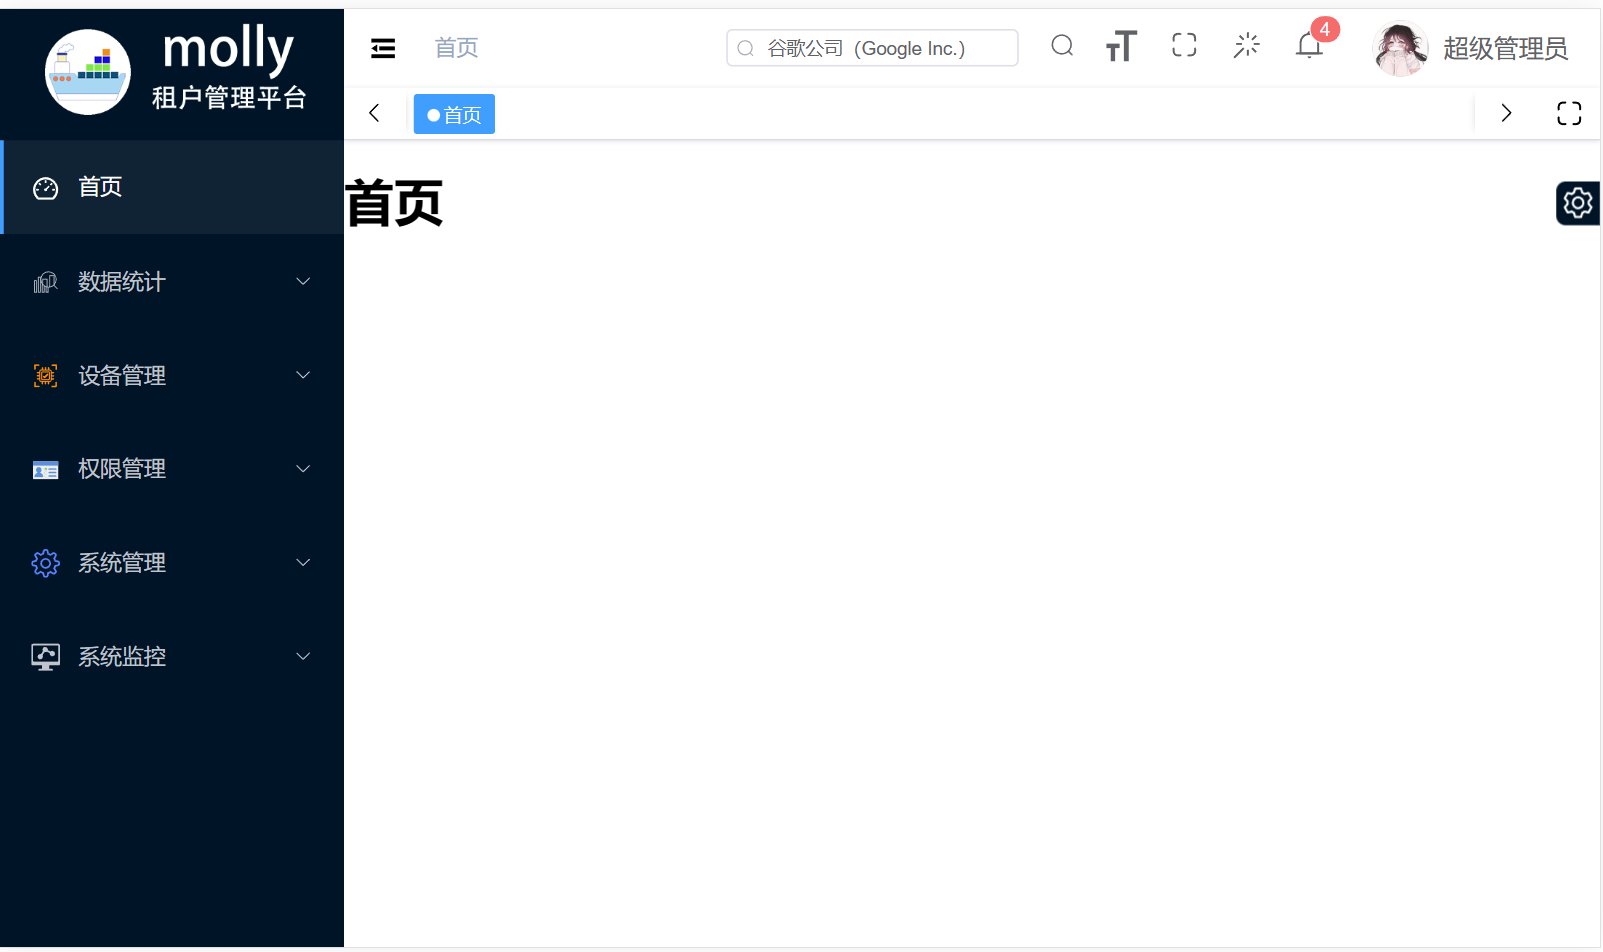 molly
租户管理平台
首页
数据统计
设备管理
权限管理
系统管理
系统监控
首页
谷歌公司（Google Inc.）
4
超级管理员
首页
首页